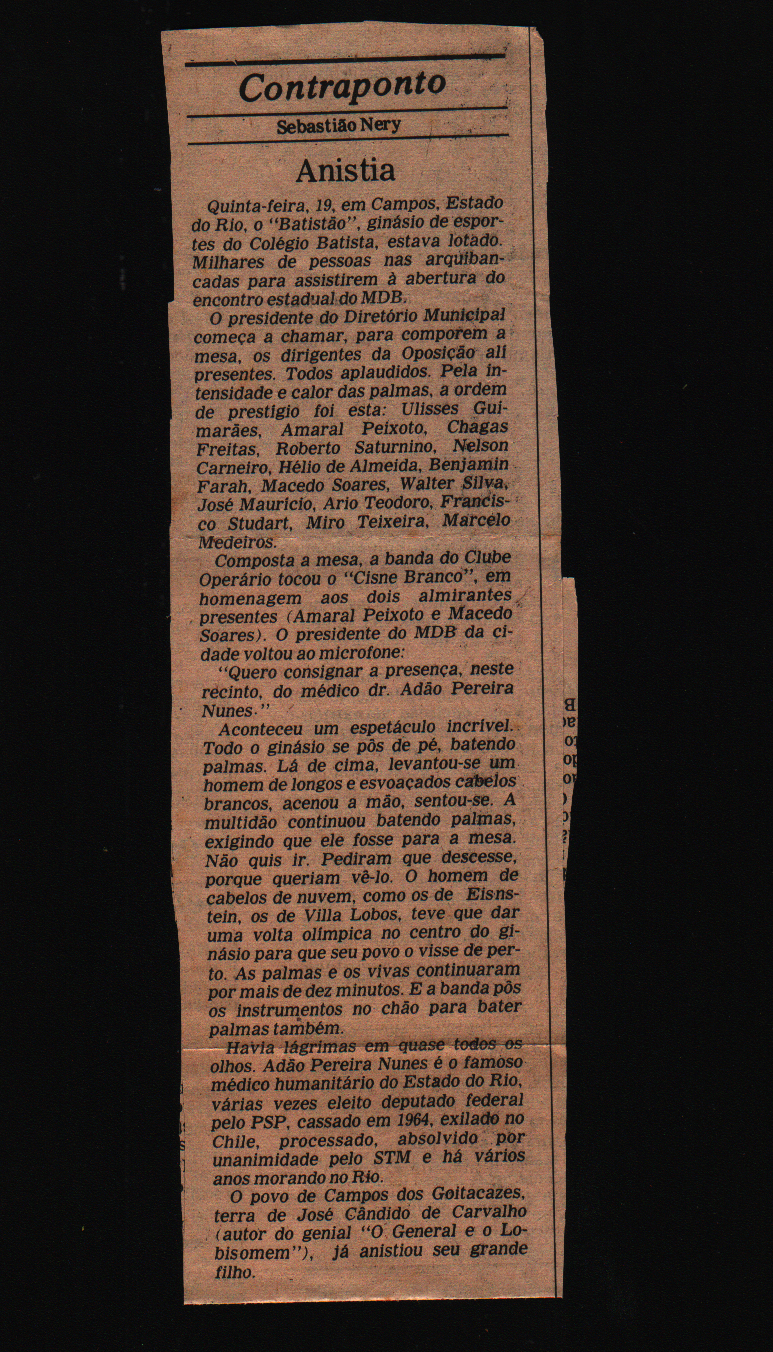 Contraponto
Sebastião Nery
Anistia
Quinta-feira, 19, em Campos, Estado
do Rio, o "Batistão", ginásio de espor-
tes do Colégio Batista, estava lotado.
Milhares de pessoas nas arquiban-
cadas para assistirem à abertura do
encontro estadual do MDB.
O presidente do Diretório Municipal
começa a chamar, para comporem a
mesa, os dirigentes da Oposição ali
presentes. Todos aplaudidos. Pela in-
tensidade e calor das palmas, a ordem
de prestigio foi esta: Ulisses Gui-
marães, Amaral Peixoto, Chagas
Freitas, Roberto Saturnino, Nelson
Carneiro, Hélio de Almeida, Benjamin
Farah, Macedo Soares, Walter Silva,
José Mauricio, Ario Teodoro, Francis-
co Studart, Miro Teixeira, Marcelo
Medeiros.
Composta a mesa, a banda do Clube
Operário tocou o "Cisne Branco", em
homenagem aos dois almirantes
presentes (Amaral Peixoto e Macedo
Soares). O presidente do MDB da ci-
dade voltou ao microfone:
"Quero consignar a presença, neste
recinto, do médico dr. Adão Pereira
Nunes."
Aconteceu um espetáculo incrível.
Todo o ginásio se pôs de pé, batendo
palmas. Lá de cima, levantou-se um
homem de longos e esvoaçados cabelos
brancos, acenou a mão, sentou-se. A
multidão continuou batendo palmas,
exigindo que ele fosse para a mesa.
Não quis ir. Pediram que descesse,
porque queriam vê-lo. O homem de
cabelos de nuvem, como os de Eisns-
tein, os de Villa Lobos, teve que dar
uma volta olímpica no centro do gi-
násio para que seu povo o visse de per-
to. As palmas e os vivas continuaram
por mais de dez minutos. E a banda pôs
os instrumentos no chão para bater
palmas também.
Havia lágrimas em quase todos os
olhos. Adão Pereira Nunes é o famoso
médico humanitário do Estado do Rio,
várias vezes eleito deputado federal
pelo PSP, cassado em 1964, exilado no
Chile, processado, absolvido por
unanimidade pelo STM e há vários
anos morando no Rio.
O povo de Campos dos Goitacazes,
terra de José Cândido de Carvalho
(autor do genial "O General e o Lo-
bisomem"), já anistiou seu grande
filho.